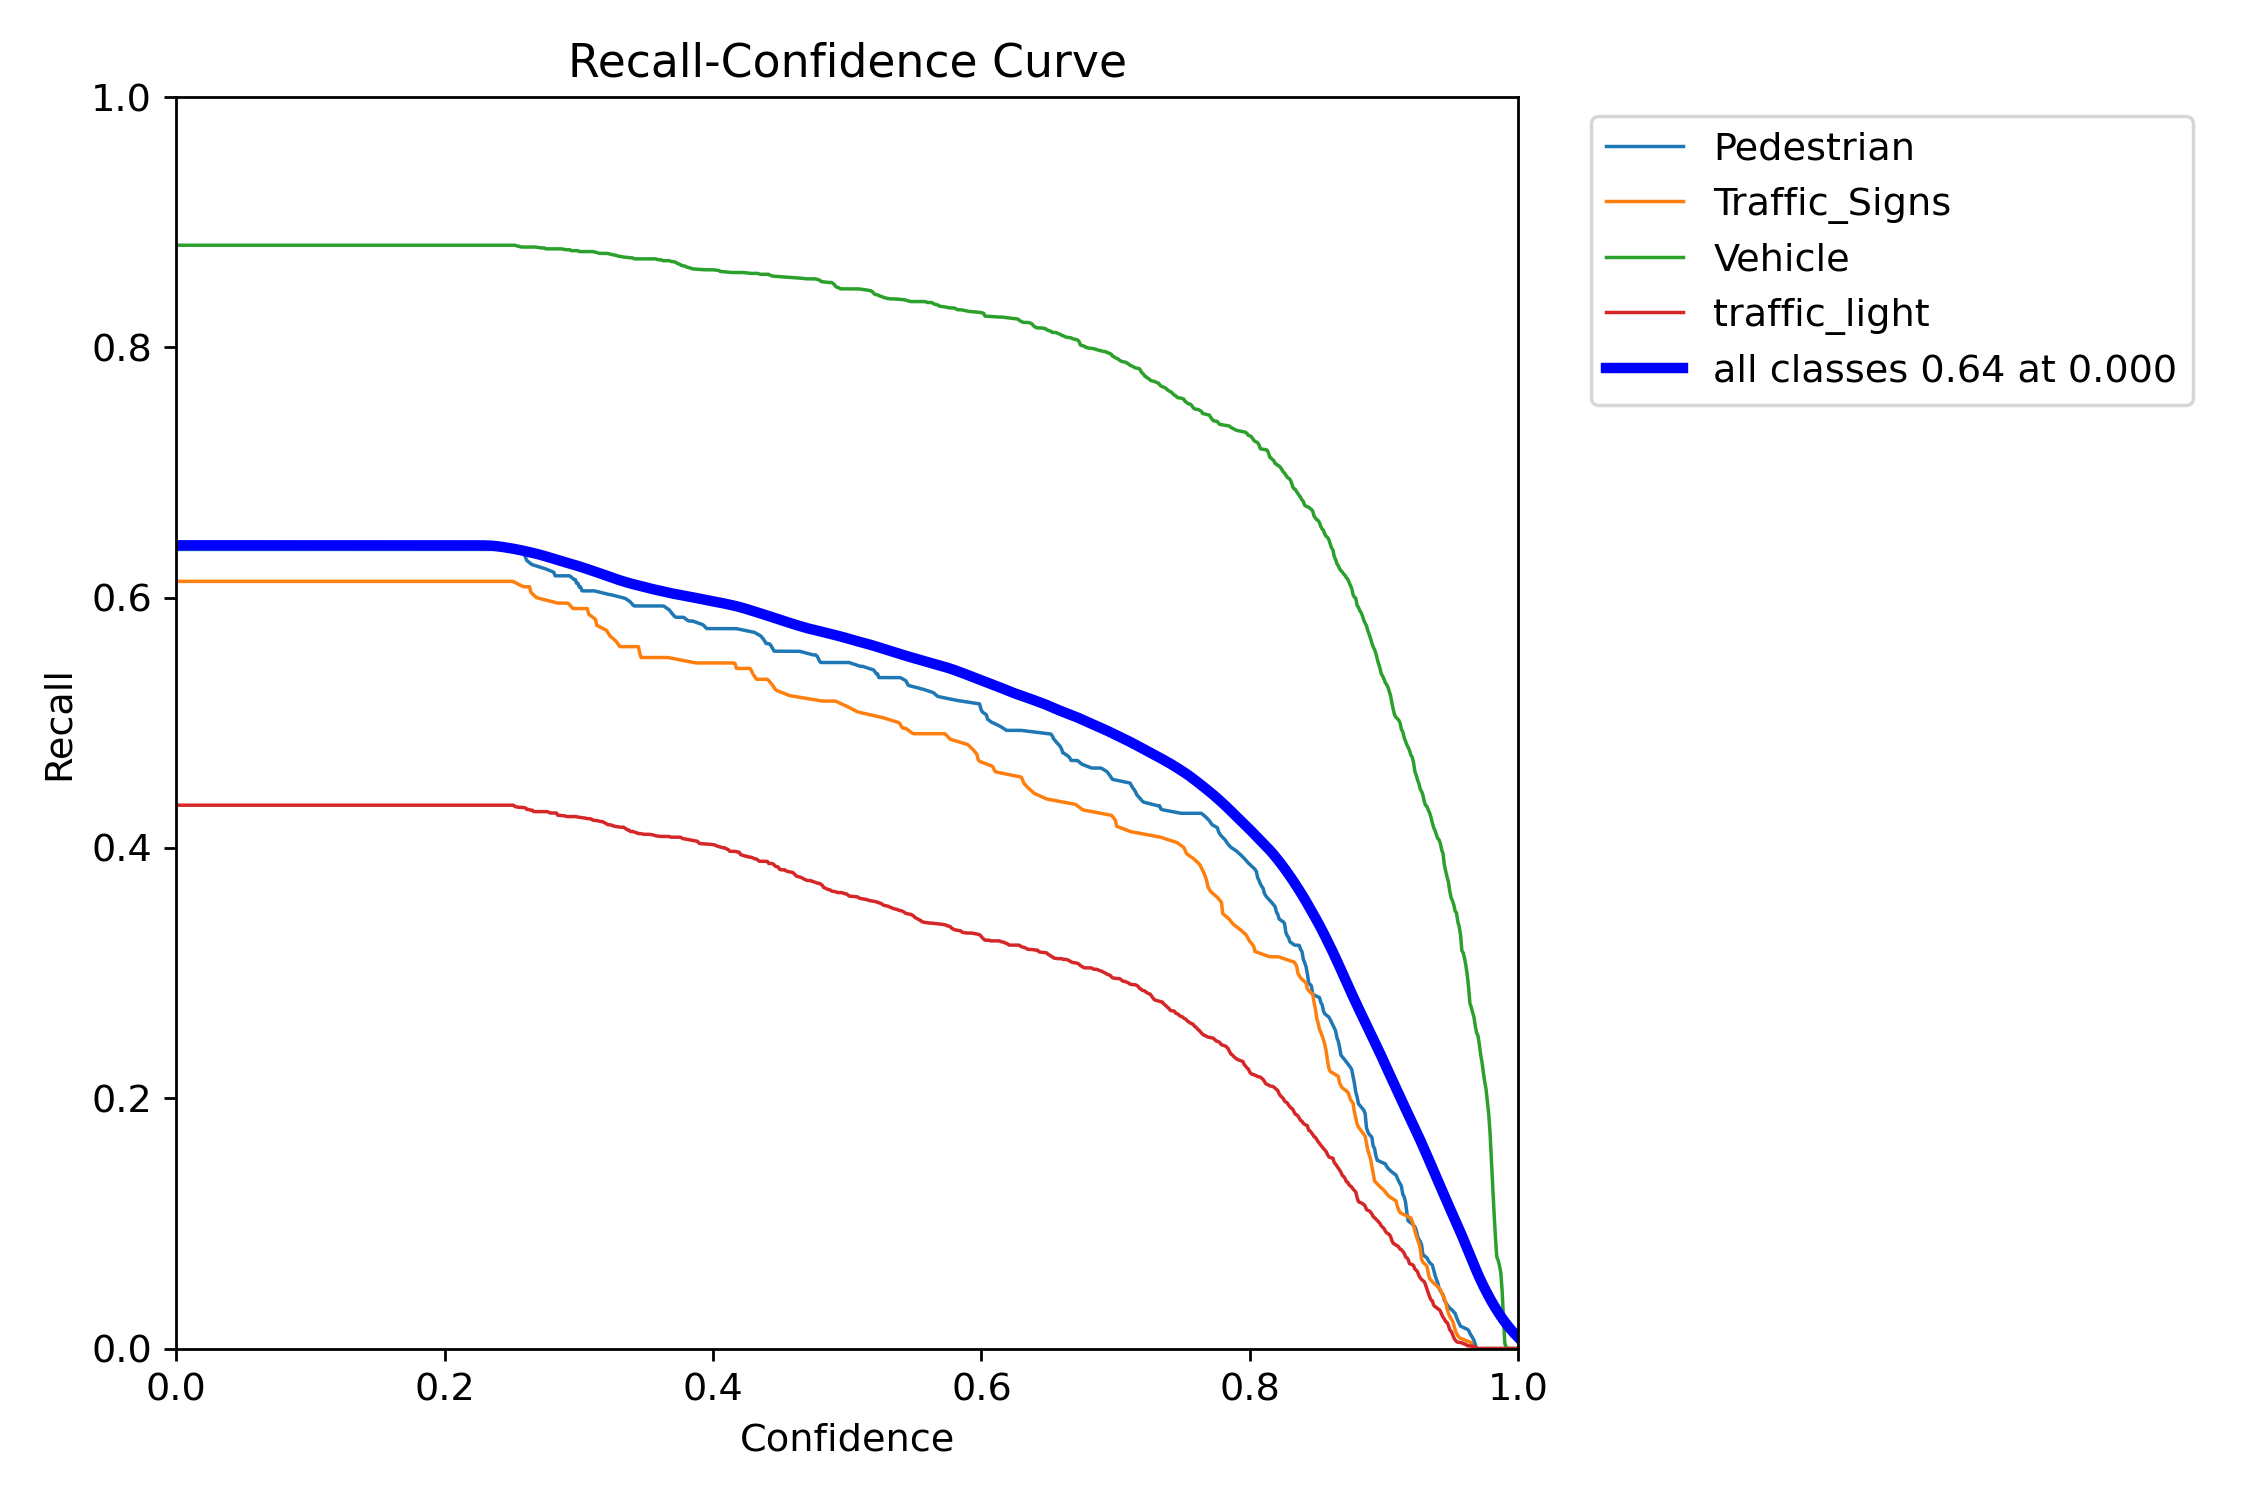 Recall-Confidence Curve
1.0
0.8
0.6
0.4
0.2
0.0
Recall
0.0 0.2 0.4 0.6 0.8 1.0
Confidence
Pedestrian
Traffic_Signs
Vehicle
traffic_light
all classes 0.64 at 0.000